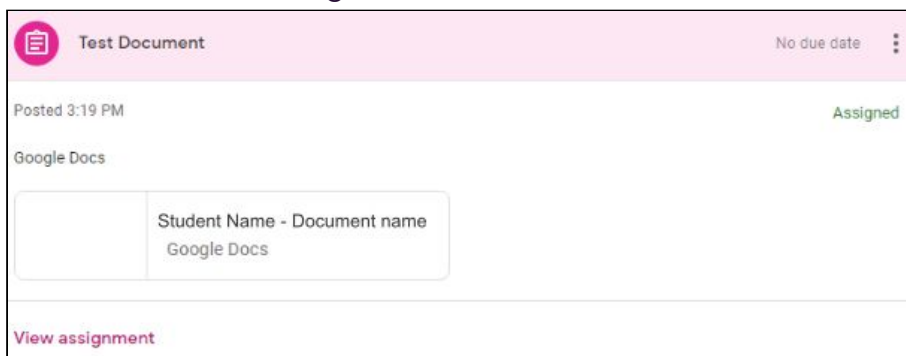 Test Document
No due date
Posted 3:19 PM
Assigned
Google Docs
Student Name - Document name
Google Docs
View assignment